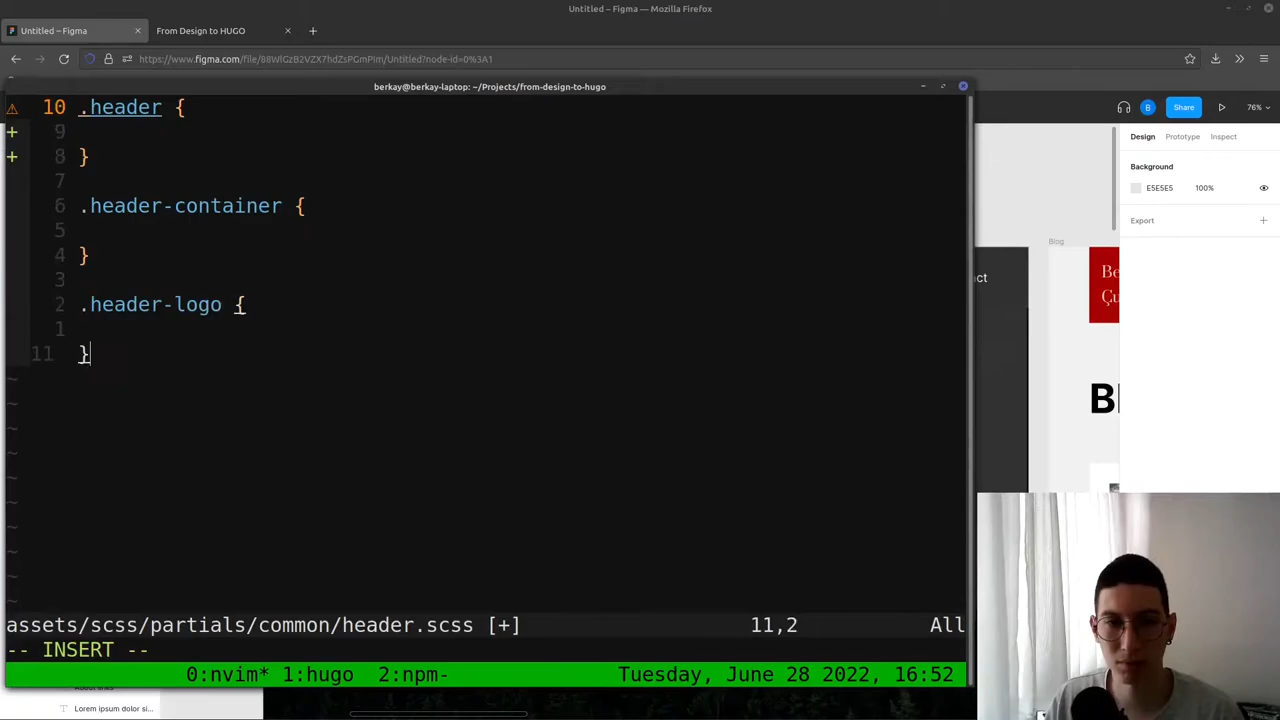 Untitled – Figma — Mozilla Firefox
Untitled – Figma
From Design to HUGO
https://www.figma.com/file/88WlGzB2VZX7hdZsPGmPIm/Untitled?node-id=0%3A1
berkay@berkay-laptop: ~/Projects/from-design-to-hugo
B
Share
76%
10 .header {
9
8 }
7
6 .header-container {
5
4 }
3
2 .header-logo {
1
11 }
~
~
~
~
~
~
~
~
~
~
assets/scss/partials/common/header.scss [+] 11,2 All
-- INSERT --
0:nvim* 1:hugo 2:npm- Tuesday, June 28 2022, 16:52
Design Prototype Inspect
Background
E5E5E5 100%
Export
Blog
Be
Çu
B
Lorem ipsum dolor si...